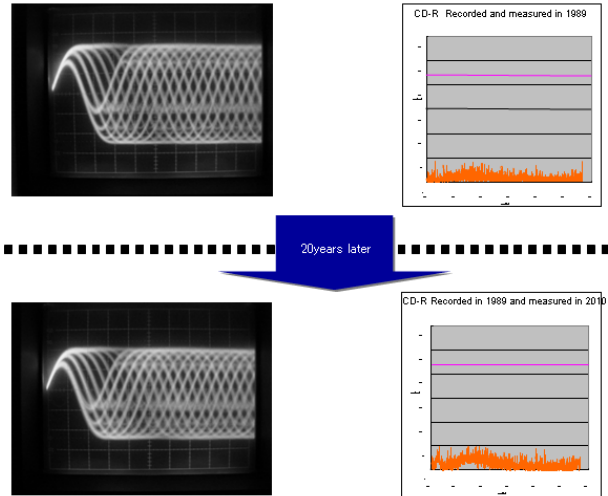 CD-R Recorded and measured in 1989
20years later
CD-R Recorded in 1989 and measured in 2010